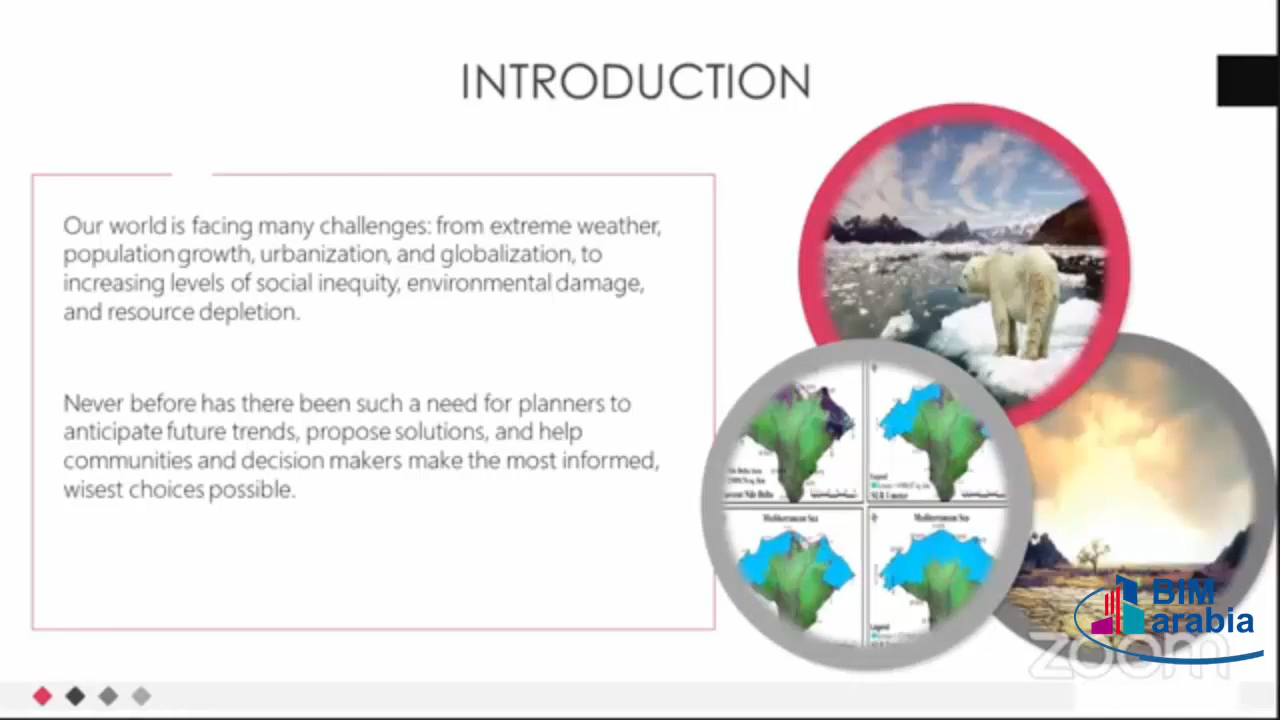 INTRODUCTION
Our world is facing many challenges: from extreme weather,
population growth, urbanization, and globalization, to
increasing levels of social inequity, environmental damage,
and resource depletion.
Never before has there been such a need for planners to
anticipate future trends, propose solutions, and help
communities and decision makers make the most informed,
wisest choices possible.
Legend
Mediterranean Sea
Mediterranean Sea
Legend
BIM
arabia
zoom